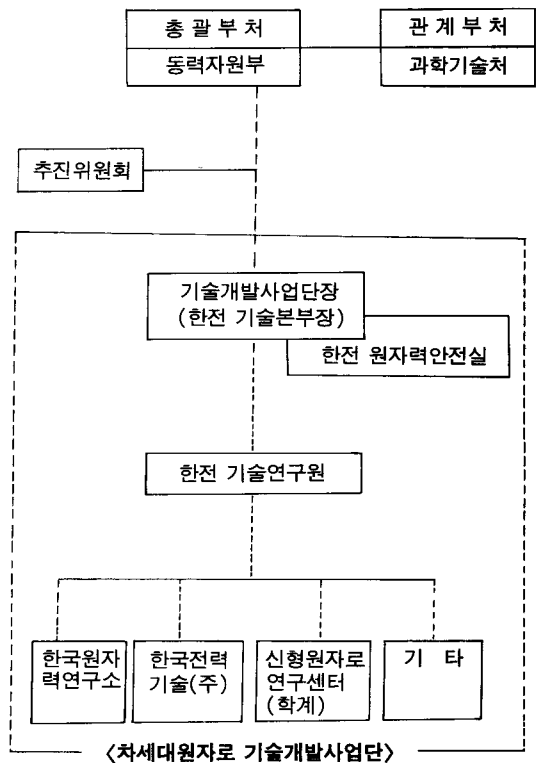 총 괄 부 처
관 계 부 처
동력자원부
과학기술처
추진위원회
기술개발사업단장
(한전 기술본부장)
한전 원자력안전실
한전 기술연구원
한국원자
력연구소
한국전력
기술(주)
신형원자로
연구센터
(학계)
기 타
〈차세대원자로 기술개발사업단〉